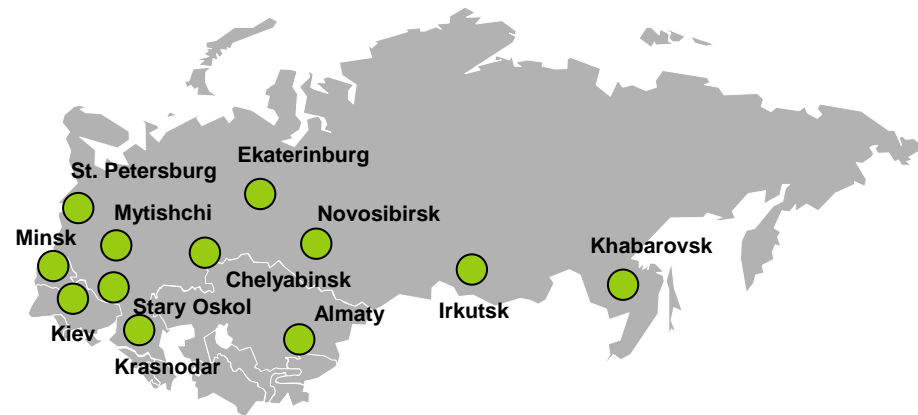 Ekaterinburg
St. Petersburg
Mytishchi
Novosibirsk
Minsk
Khabarovsk
Chelyabinsk
Stary Oskol
Almaty
Irkutsk
Kiev
Krasnodar